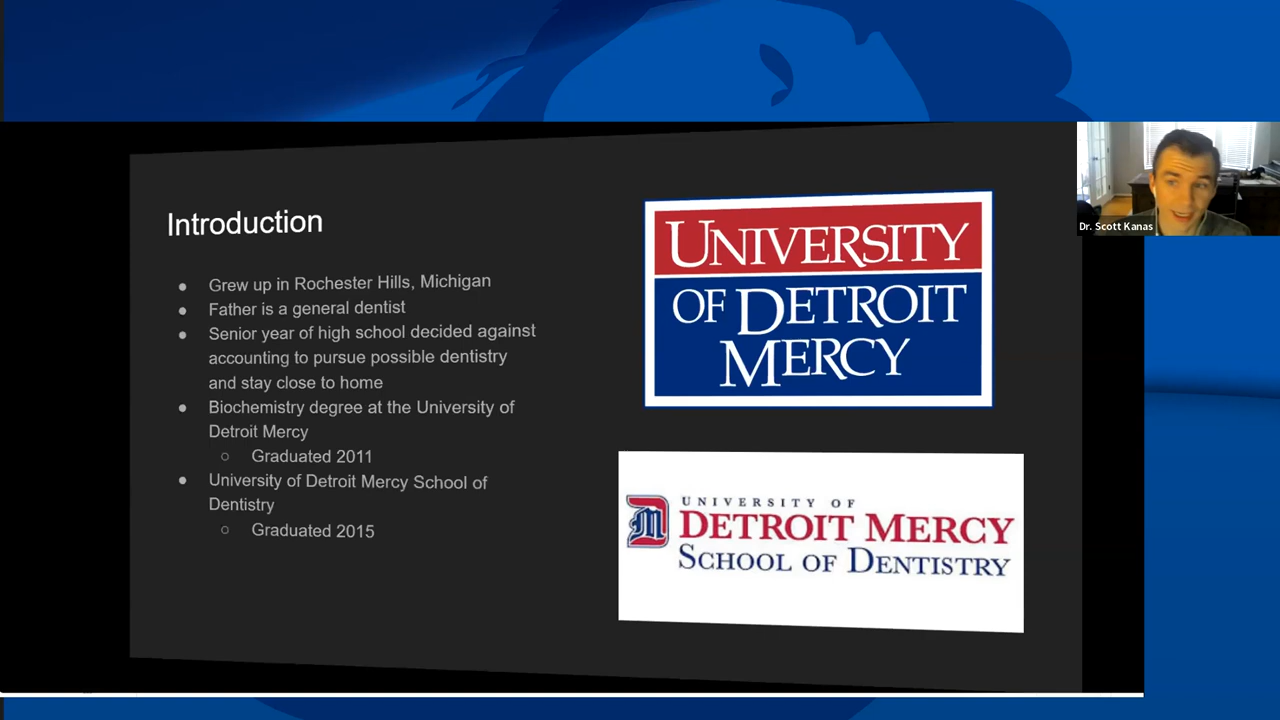 Introduction
● Grew up in Rochester Hills, Michigan
● Father is a general dentist
● Senior year of high school decided against
accounting to pursue possible dentistry
and stay close to home
● Biochemistry degree at the University of
Detroit Mercy
○ Graduated 2011
● University of Detroit Mercy School of
Dentistry
○ Graduated 2015
UNIVERSITY
OF DETROIT
MERCY
UNIVERSITY OF
DETROIT MERCY
SCHOOL OF DENTISTRY
Dr. Scott Kanas